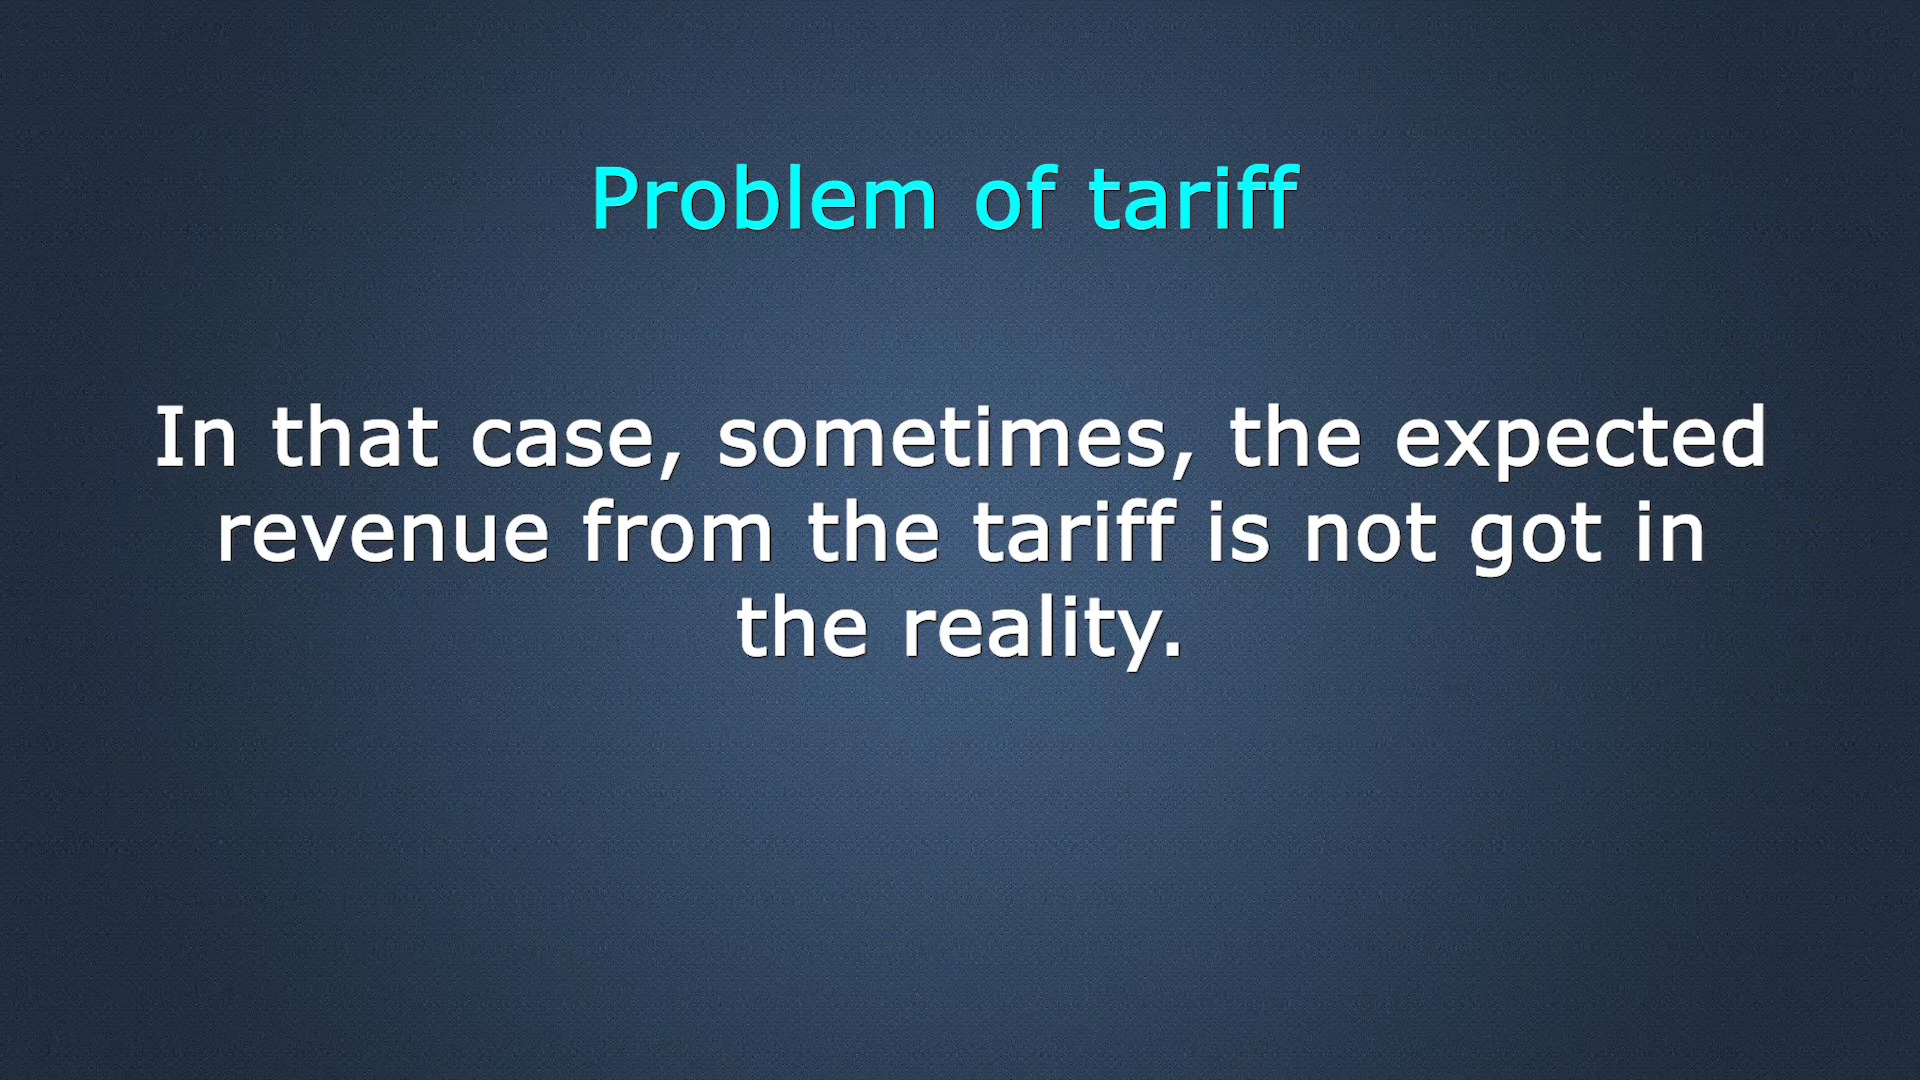 Problem of tariff
In that case, sometimes, the expected
revenue from the tariff is not got in
the reality.